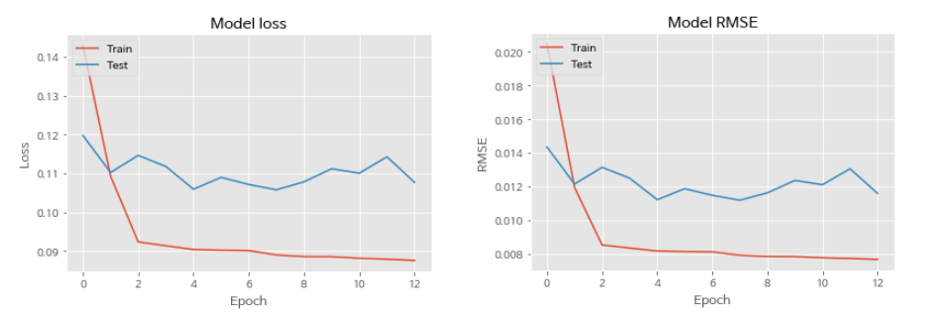 Model loss
Train
Test
0.14
0.13
0.12
0.11
0.10
0.09
Loss
0 2 4 6 8 10 12
Epoch
Model RMSE
Train
Test
0.020
0.018
0.016
0.014
0.012
0.010
0.008
RMSE
0 2 4 6 8 10 12
Epoch